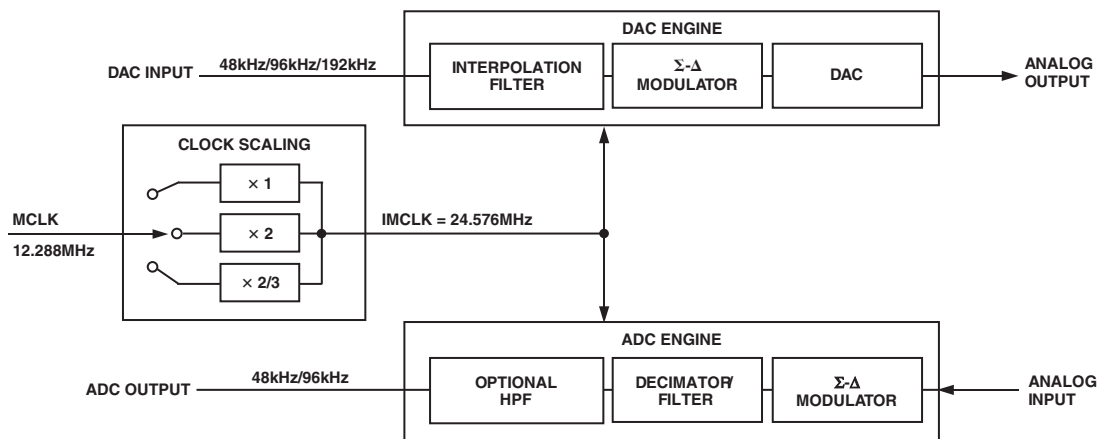 DAC ENGINE
DAC INPUT
48kHz/96kHz/192kHz
INTERPOLATION
FILTER
Σ-Δ
MODULATOR
DAC
ANALOG
OUTPUT
CLOCK SCALING
× 1
MCLK
12.288MHz
× 2
IMCLK = 24.576MHz
× 2/3
ADC ENGINE
ADC OUTPUT
48kHz/96kHz
OPTIONAL
HPF
DECIMATOR/
FILTER
Σ-Δ
MODULATOR
ANALOG
INPUT